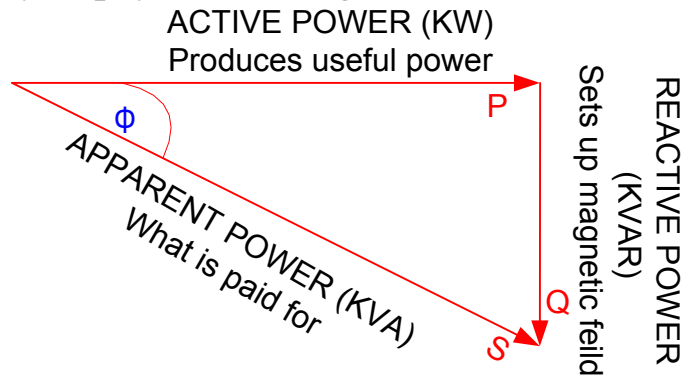 ACTIVE POWER (KW)
Produces useful power
P
Φ
APPARENT POWER (KVA)
What is paid for
Q
S
REACTIVE POWER
(KVAR)
Sets up magnetic feild